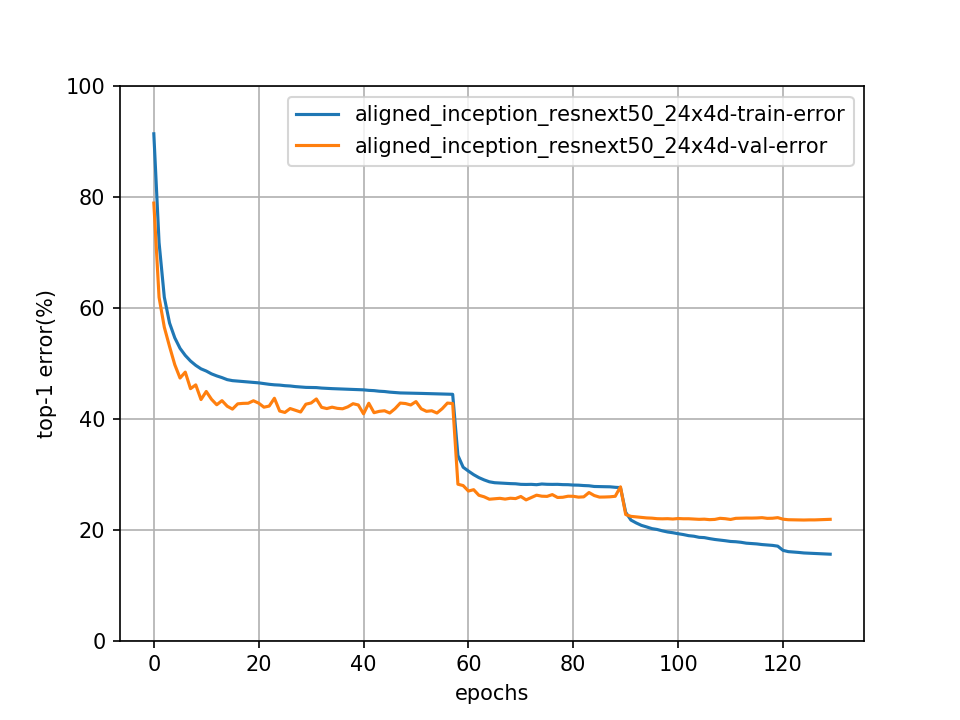 100
80
60
40
20
0
top-1 error(%)
aligned_inception_resnext50_24x4d-train-error
aligned_inception_resnext50_24x4d-val-error
0 20 40 60 80 100 120
epochs